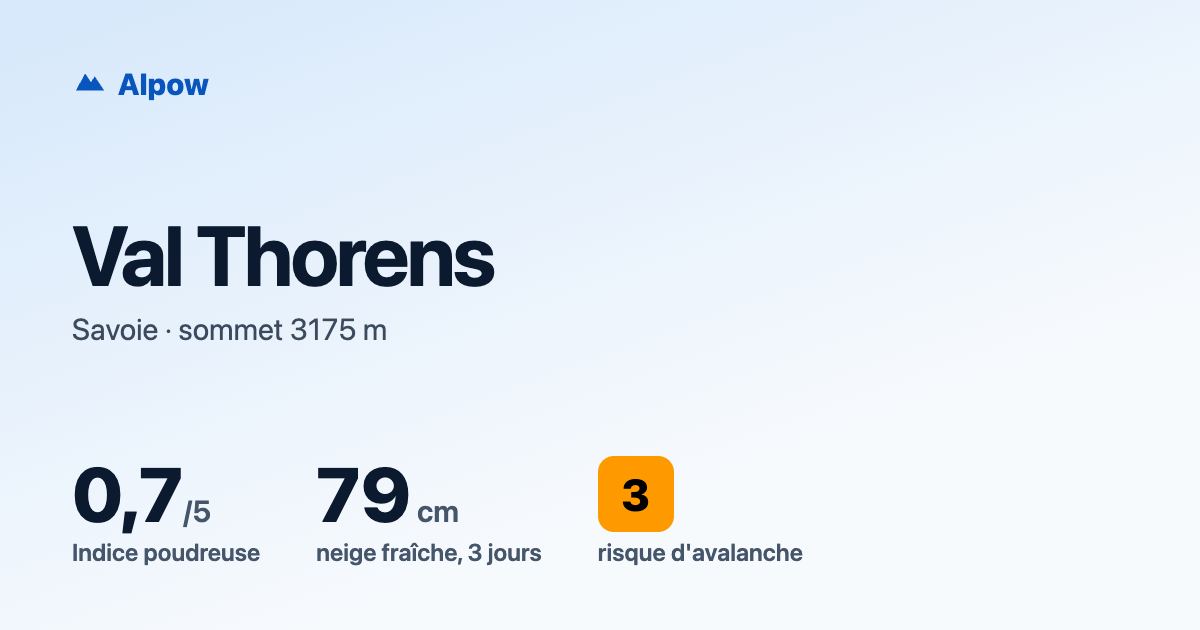 Alpow
Val Thorens
Savoie · sommet 3175 m
0,7/5 79 cm 3
Indice poudreuse neige fraîche, 3 jours risque d'avalanche